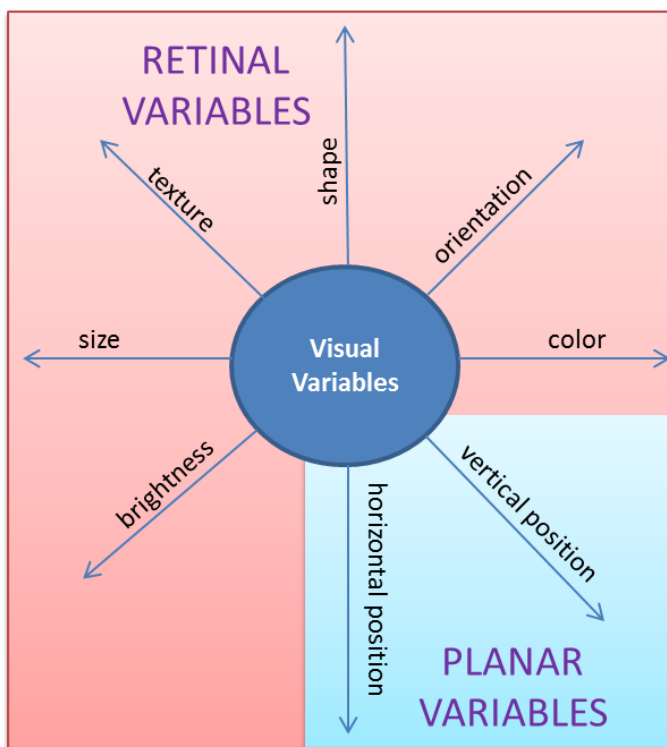 RETINAL
VARIABLES
shape
texture
orientation
size
Visual
Variables
color
brightness
horizontal position
vertical position
PLANAR
VARIABLES